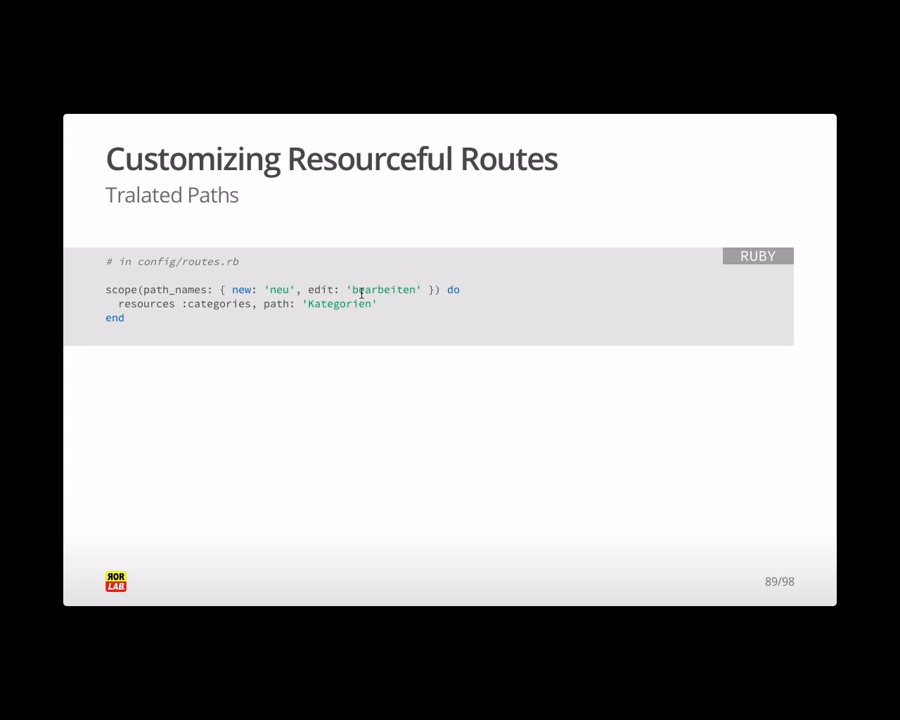 Customizing Resourceful Routes
Tralated Paths
RUBY
# in config/routes.rb
scope(path_names: { new: 'neu', edit: 'bearbeiten' }) do
  resources :categories, path: 'Kategorien'
end
ROR
LAB.
89/98